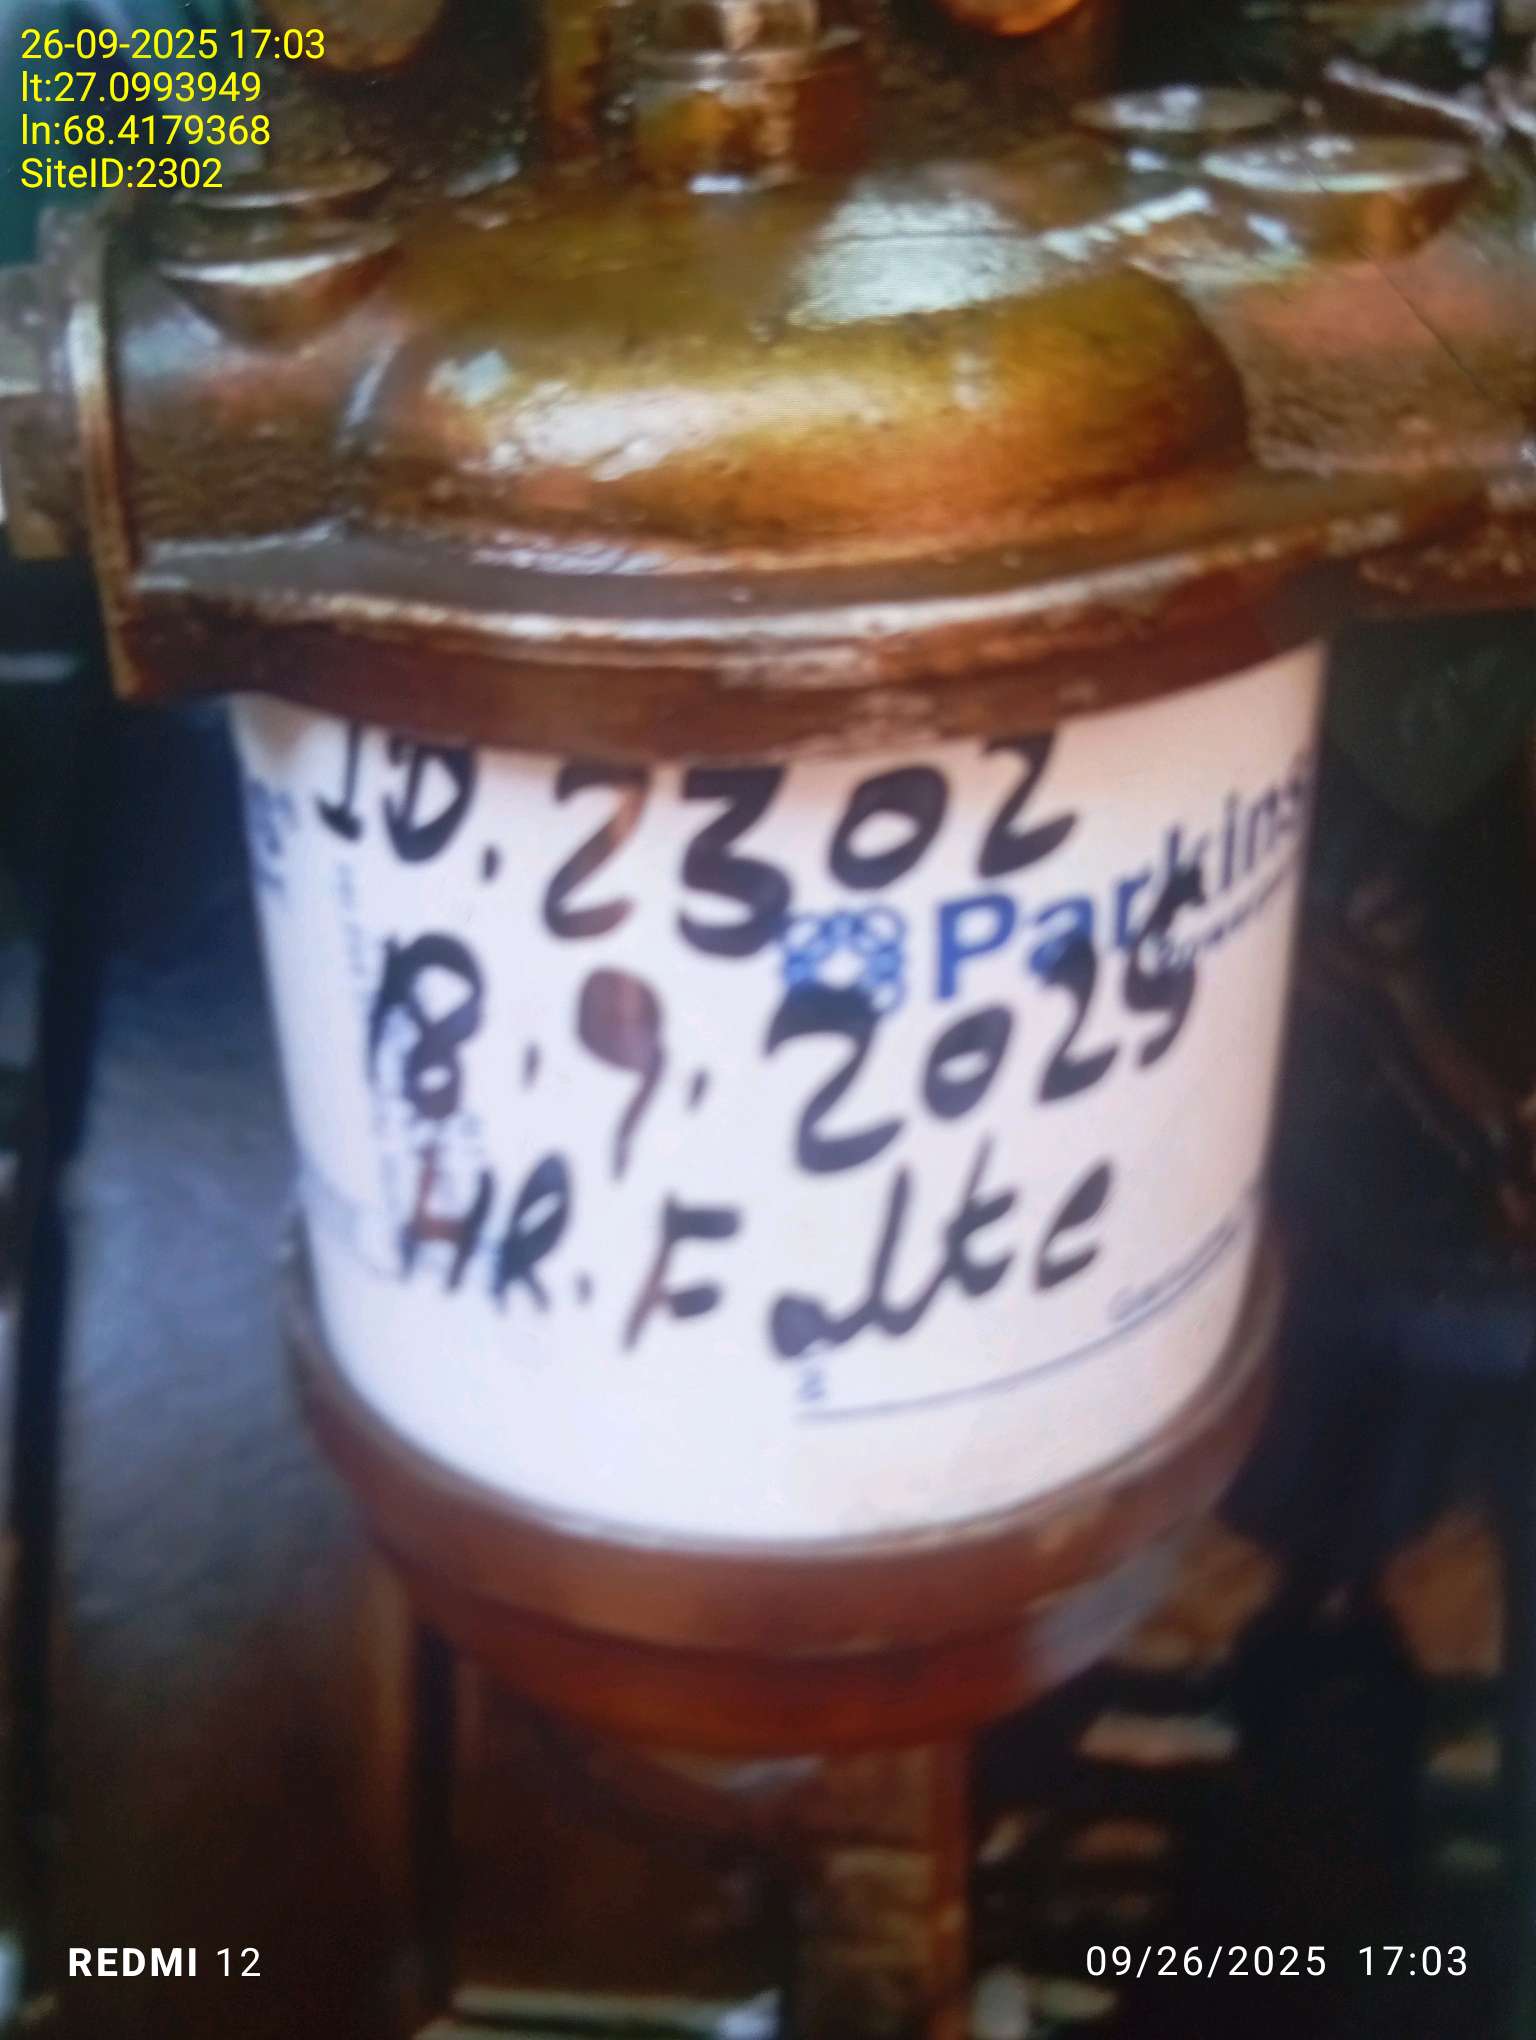 26-09-2025 17:03
lt:27.0993949
ln:68.4179368
SiteID:2302
ID.2302
Parkins
18.9.2025
HR.Faulte
REDMI 12
09/26/2025 17:03